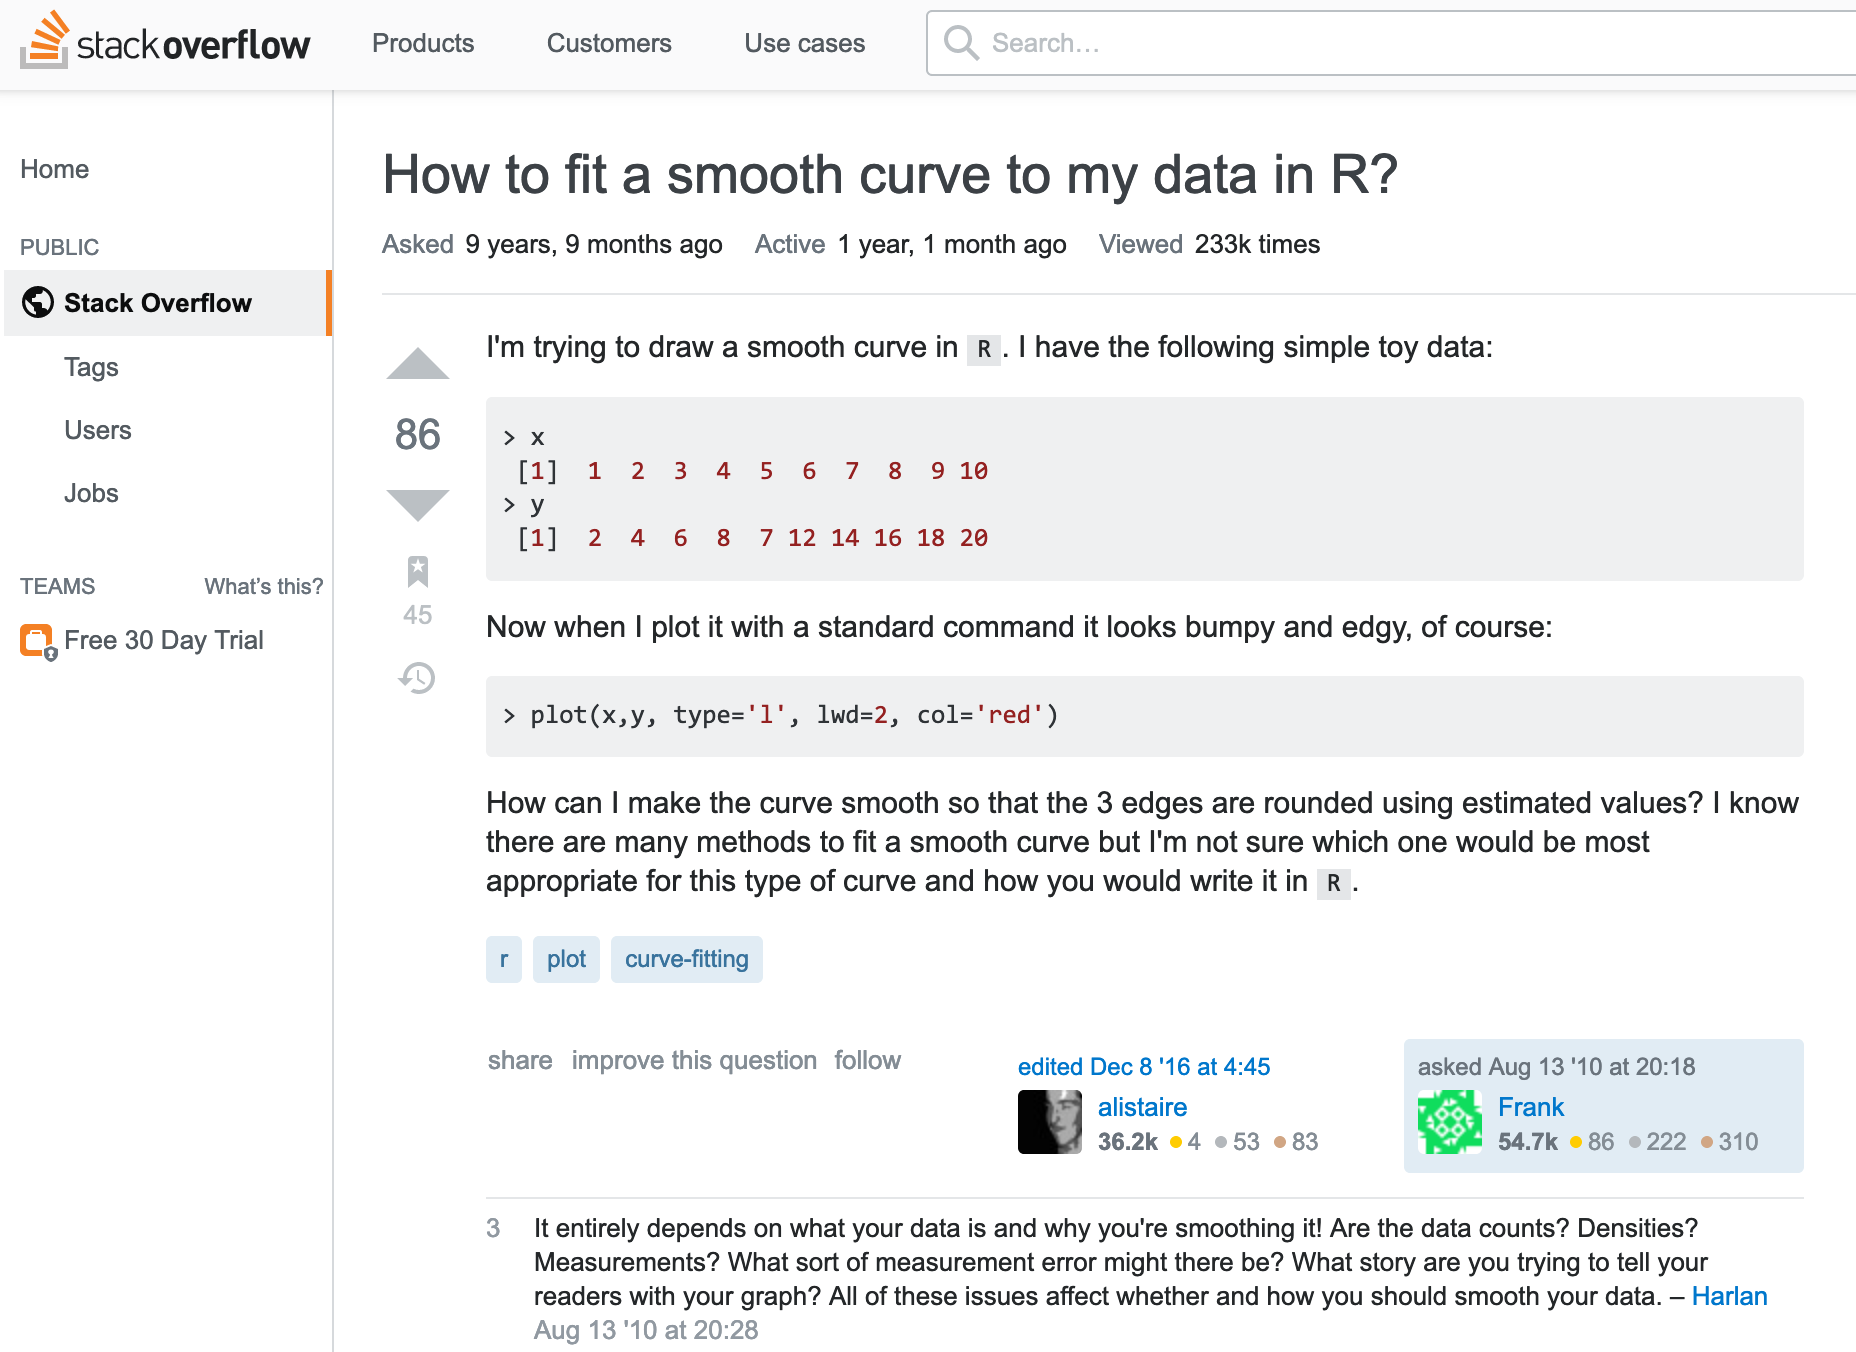 stackoverflow Products Customers Use cases Search...
Home
PUBLIC
Stack Overflow
Tags
Users
Jobs
TEAMS What's this?
Free 30 Day Trial
How to fit a smooth curve to my data in R?
Asked 9 years, 9 months ago Active 1 year, 1 month ago Viewed 233k times
86
45
I'm trying to draw a smooth curve in R. I have the following simple toy data:
> x
[1] 1 2 3 4 5 6 7 8 9 10
> y
[1] 2 4 6 8 7 12 14 16 18 20
Now when I plot it with a standard command it looks bumpy and edgy, of course:
> plot(x,y, type='l', lwd=2, col='red')
How can I make the curve smooth so that the 3 edges are rounded using estimated values? I know
there are many methods to fit a smooth curve but I'm not sure which one would be most
appropriate for this type of curve and how you would write it in R.
r plot curve-fitting
share improve this question follow
edited Dec 8 '16 at 4:45
alistaire
36.2k 4 53 83
asked Aug 13 '10 at 20:18
Frank
54.7k 86 222 310
3 It entirely depends on what your data is and why you're smoothing it! Are the data counts? Densities?
Measurements? What sort of measurement error might there be? What story are you trying to tell your
readers with your graph? All of these issues affect whether and how you should smooth your data. – Harlan
Aug 13 '10 at 20:28